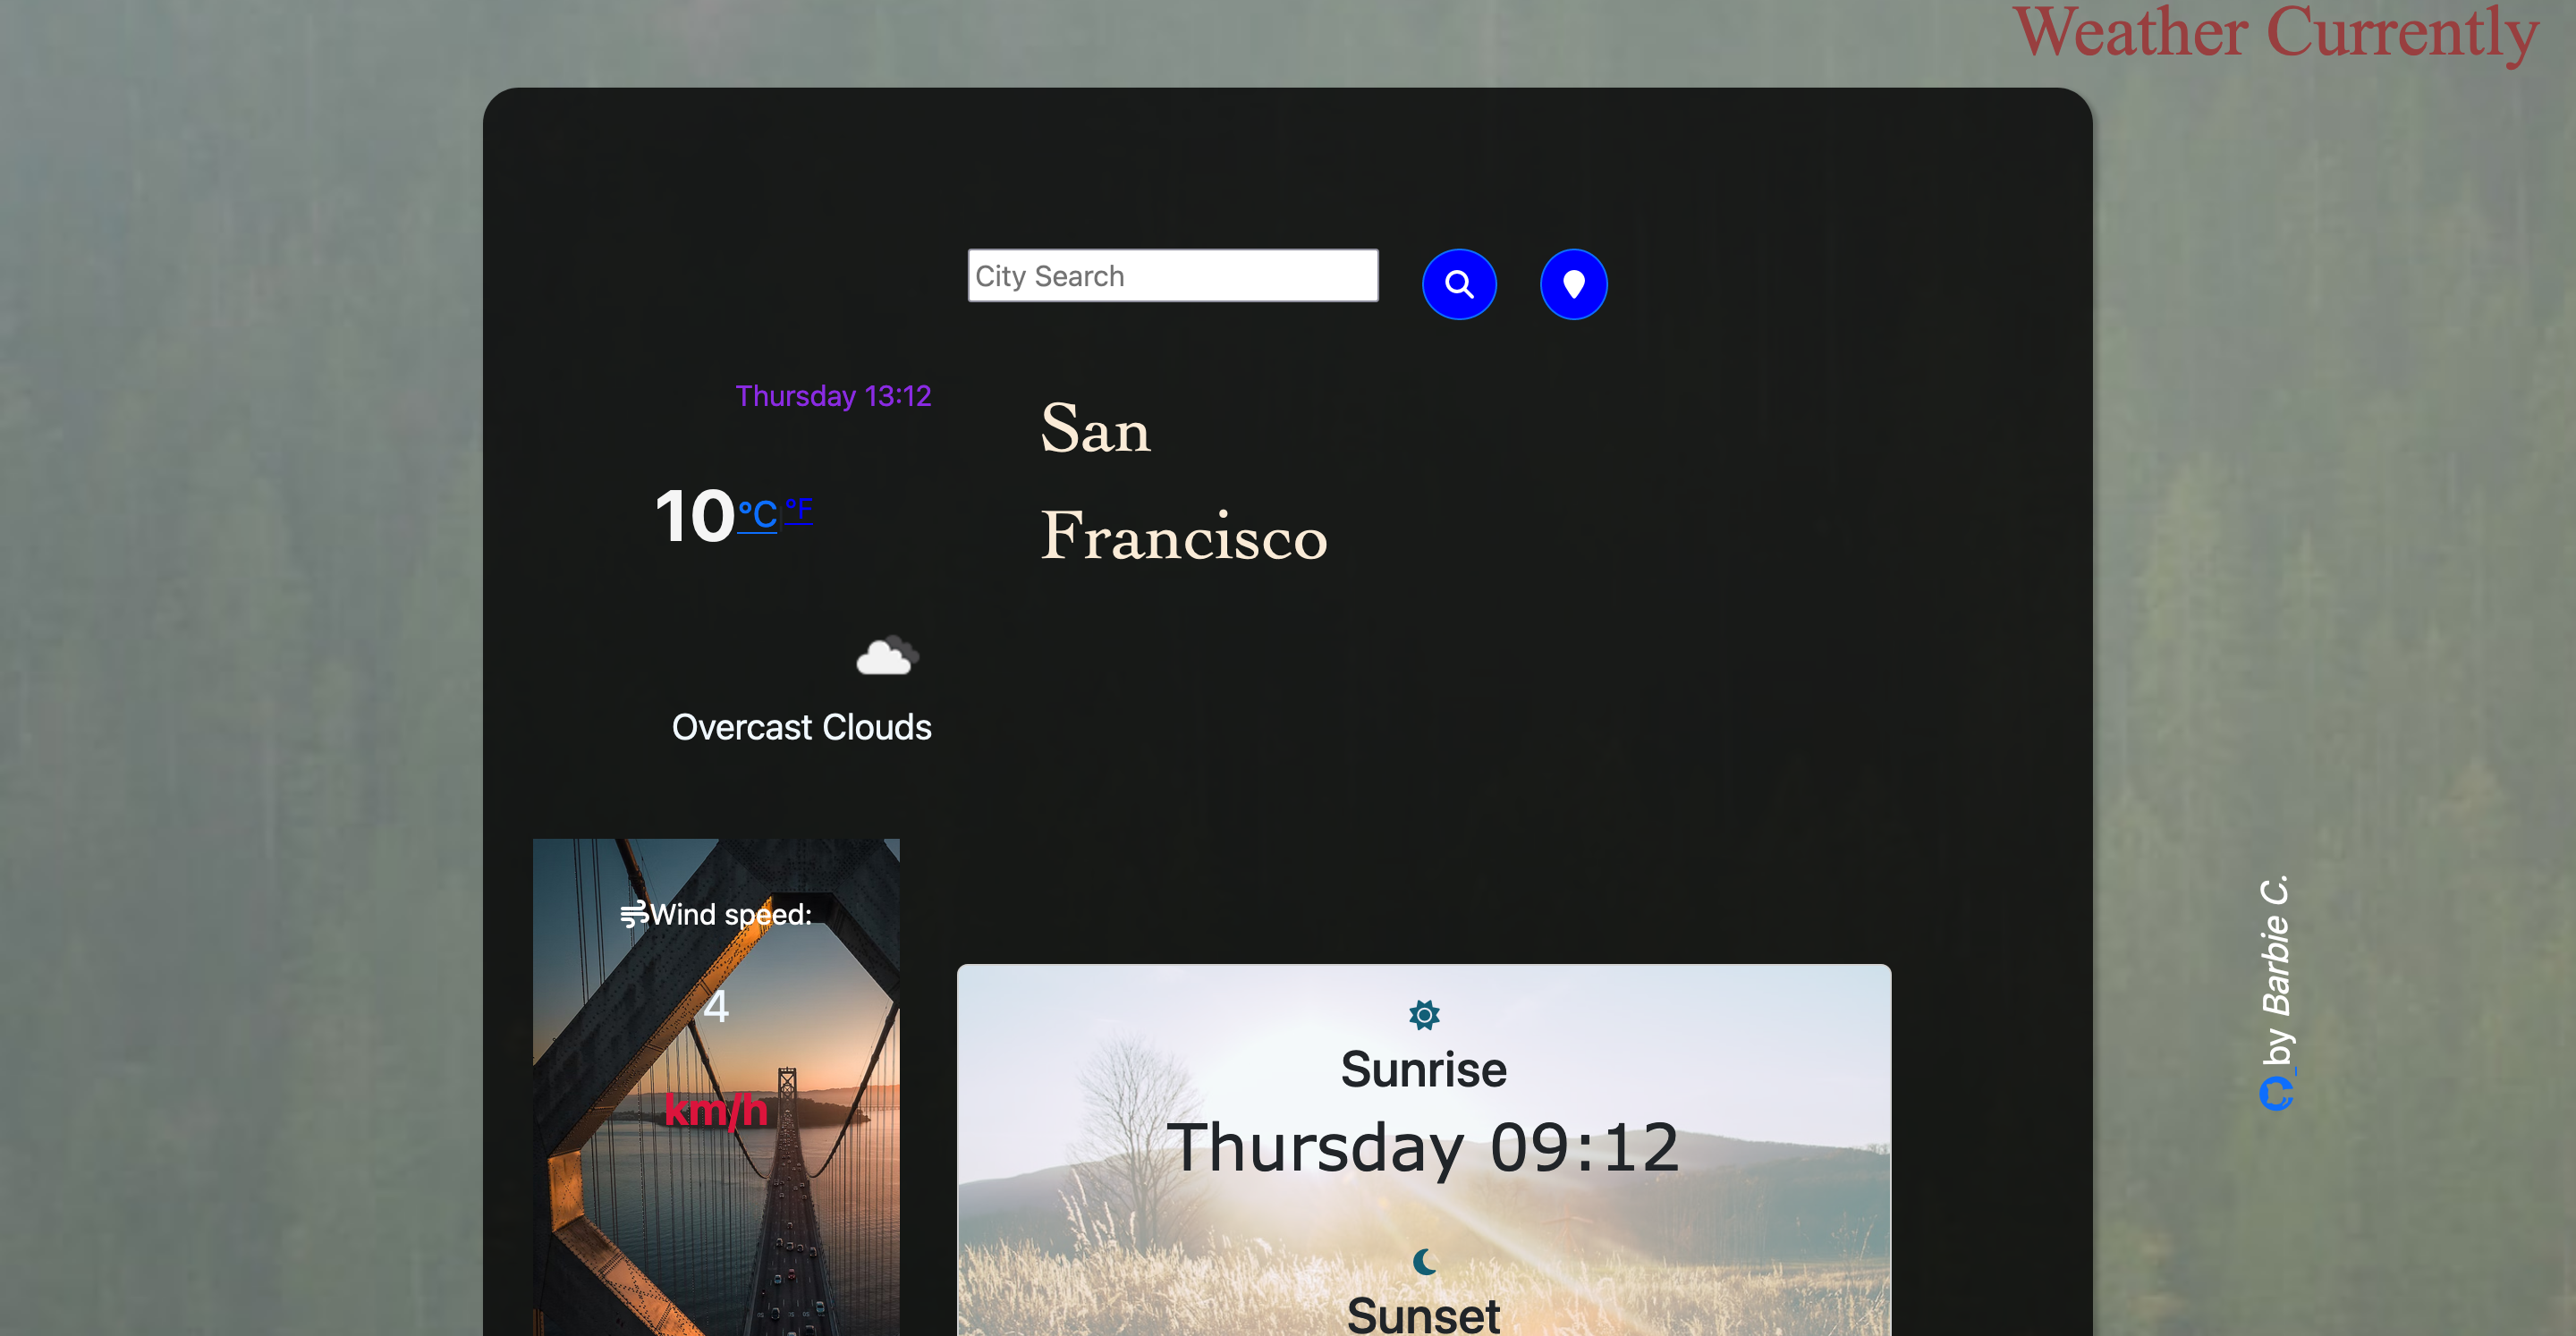 Weather Currently
City Search
Thursday 13:12
San
Francisco
10°C|°F
Overcast Clouds
Wind speed:
4
km/h
Sunrise
Thursday 09:12
Sunset
by Barbie C.